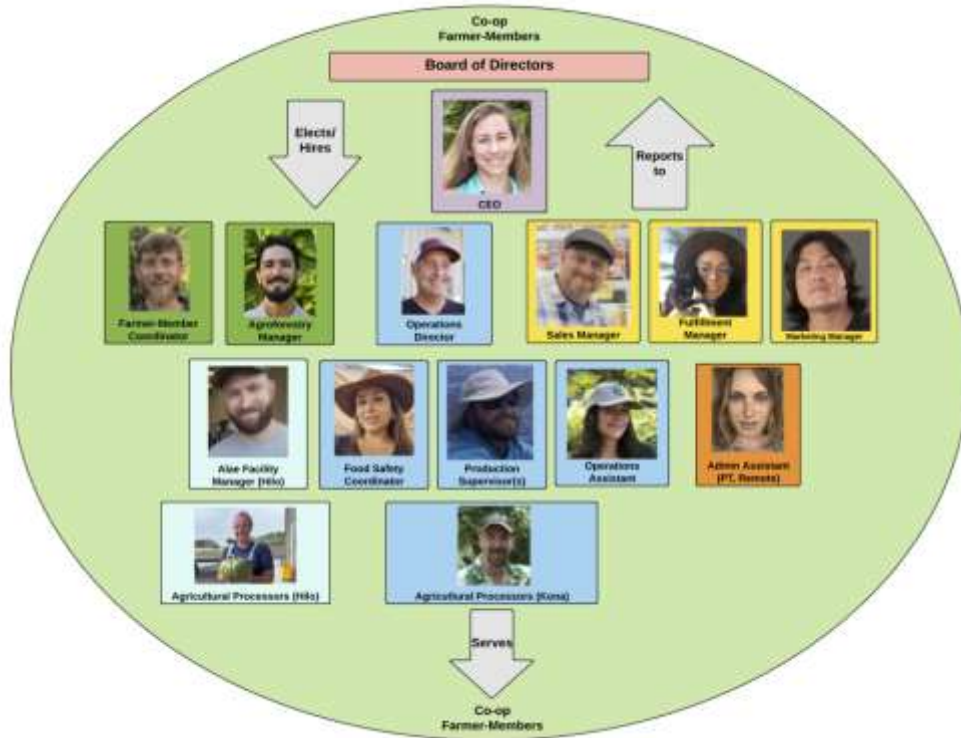 Co-op
Farmer-Members
Board of Directors
Elects/
Hires
Reports
to
CEO
Farmer-Member
Coordinator
Agroforestry
Manager
Operations
Director
Sales Manager
Fulfillment
Manager
Marketing Manager
Alae Facility
Manager (Hilo)
Food Safety
Coordinator
Production
Supervisor(s)
Operations
Assistant
Admin Assistant
(PT, Remote)
Agricultural Processors (Hilo)
Agricultural Processors (Kona)
Serves
Co-op
Farmer-Members